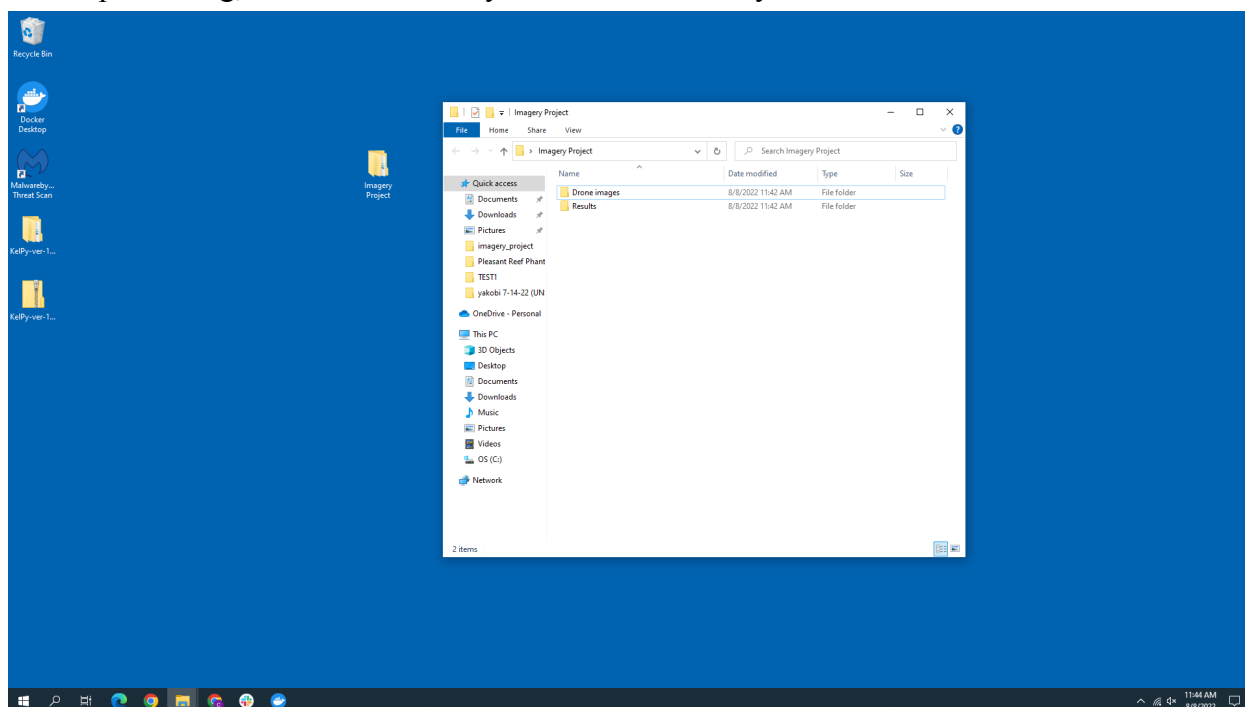 Recycle Bin
Docker
Desktop
Malwareby...
Threat Scan
KelPy-ver-1...
KelPy-ver-1...
Imagery
Project
Imagery Project
File Home Share View
Imagery Project
Search Imagery Project
Name Date modified Type Size
Quick access
Drone images 8/8/2022 11:42 AM File folder
Results 8/8/2022 11:42 AM File folder
Documents
Downloads
Pictures
imagery_project
Pleasant Reef Phant
TEST1
yakobi 7-14-22 (UN
OneDrive - Personal
This PC
3D Objects
Desktop
Documents
Downloads
Music
Pictures
Videos
OS (C:)
Network
2 items
11:44 AM
8/8/2022